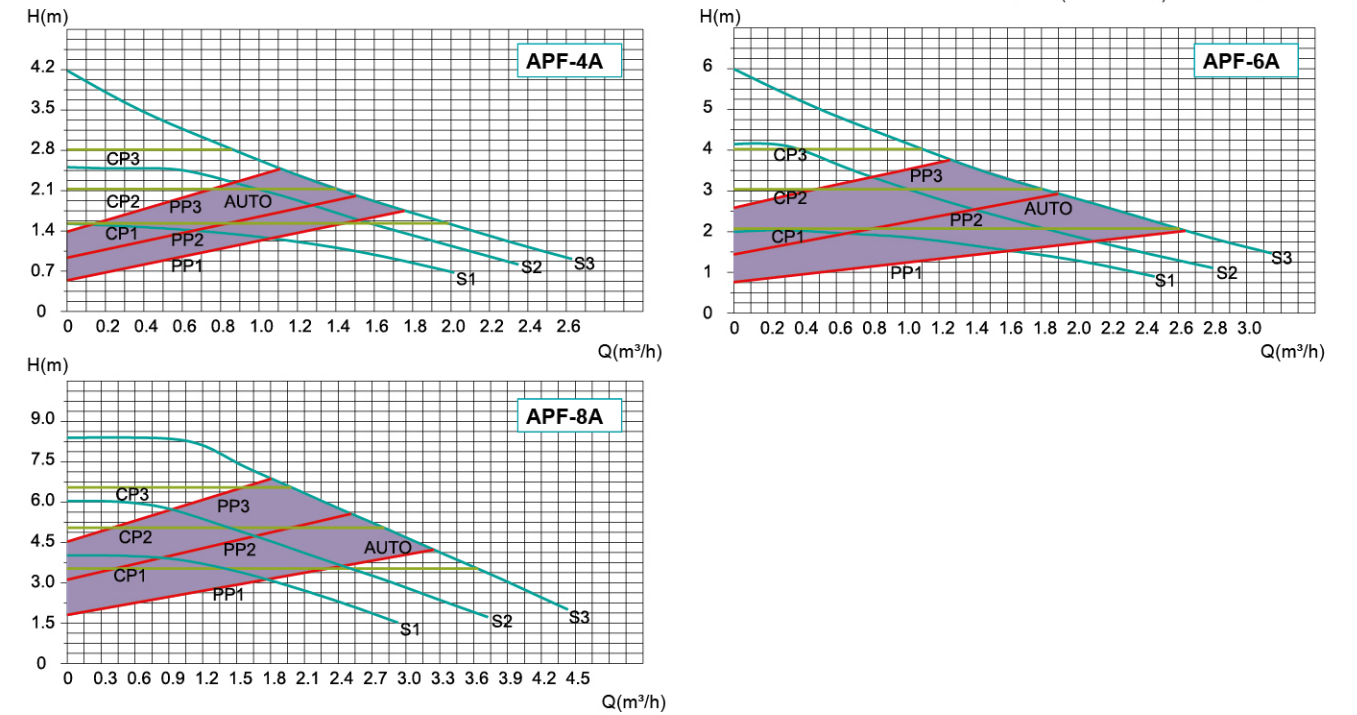 H(m)
APF-4A
4.2
3.5
2.8
2.1
1.4
0.7
0
CP3
CP2
CP1
PP3
PP2
PP1
AUTO
S1
S2
S3
0 0.2 0.4 0.6 0.8 1.0 1.2 1.4 1.6 1.8 2.0 2.2 2.4 2.6
Q(m³/h)
H(m)
APF-6A
6
5
4
3
2
1
0
CP3
CP2
CP1
PP3
PP2
PP1
AUTO
S1
S2
S3
0 0.2 0.4 0.6 0.8 1.0 1.2 1.4 1.6 1.8 2.0 2.2 2.4 2.6 2.8 3.0
Q(m³/h)
H(m)
APF-8A
9.0
7.5
6.0
4.5
3.0
1.5
0
CP3
CP2
CP1
PP3
PP2
PP1
AUTO
S1
S2
S3
0 0.3 0.6 0.9 1.2 1.5 1.8 2.1 2.4 2.7 3.0 3.3 3.6 3.9 4.2 4.5
Q(m³/h)